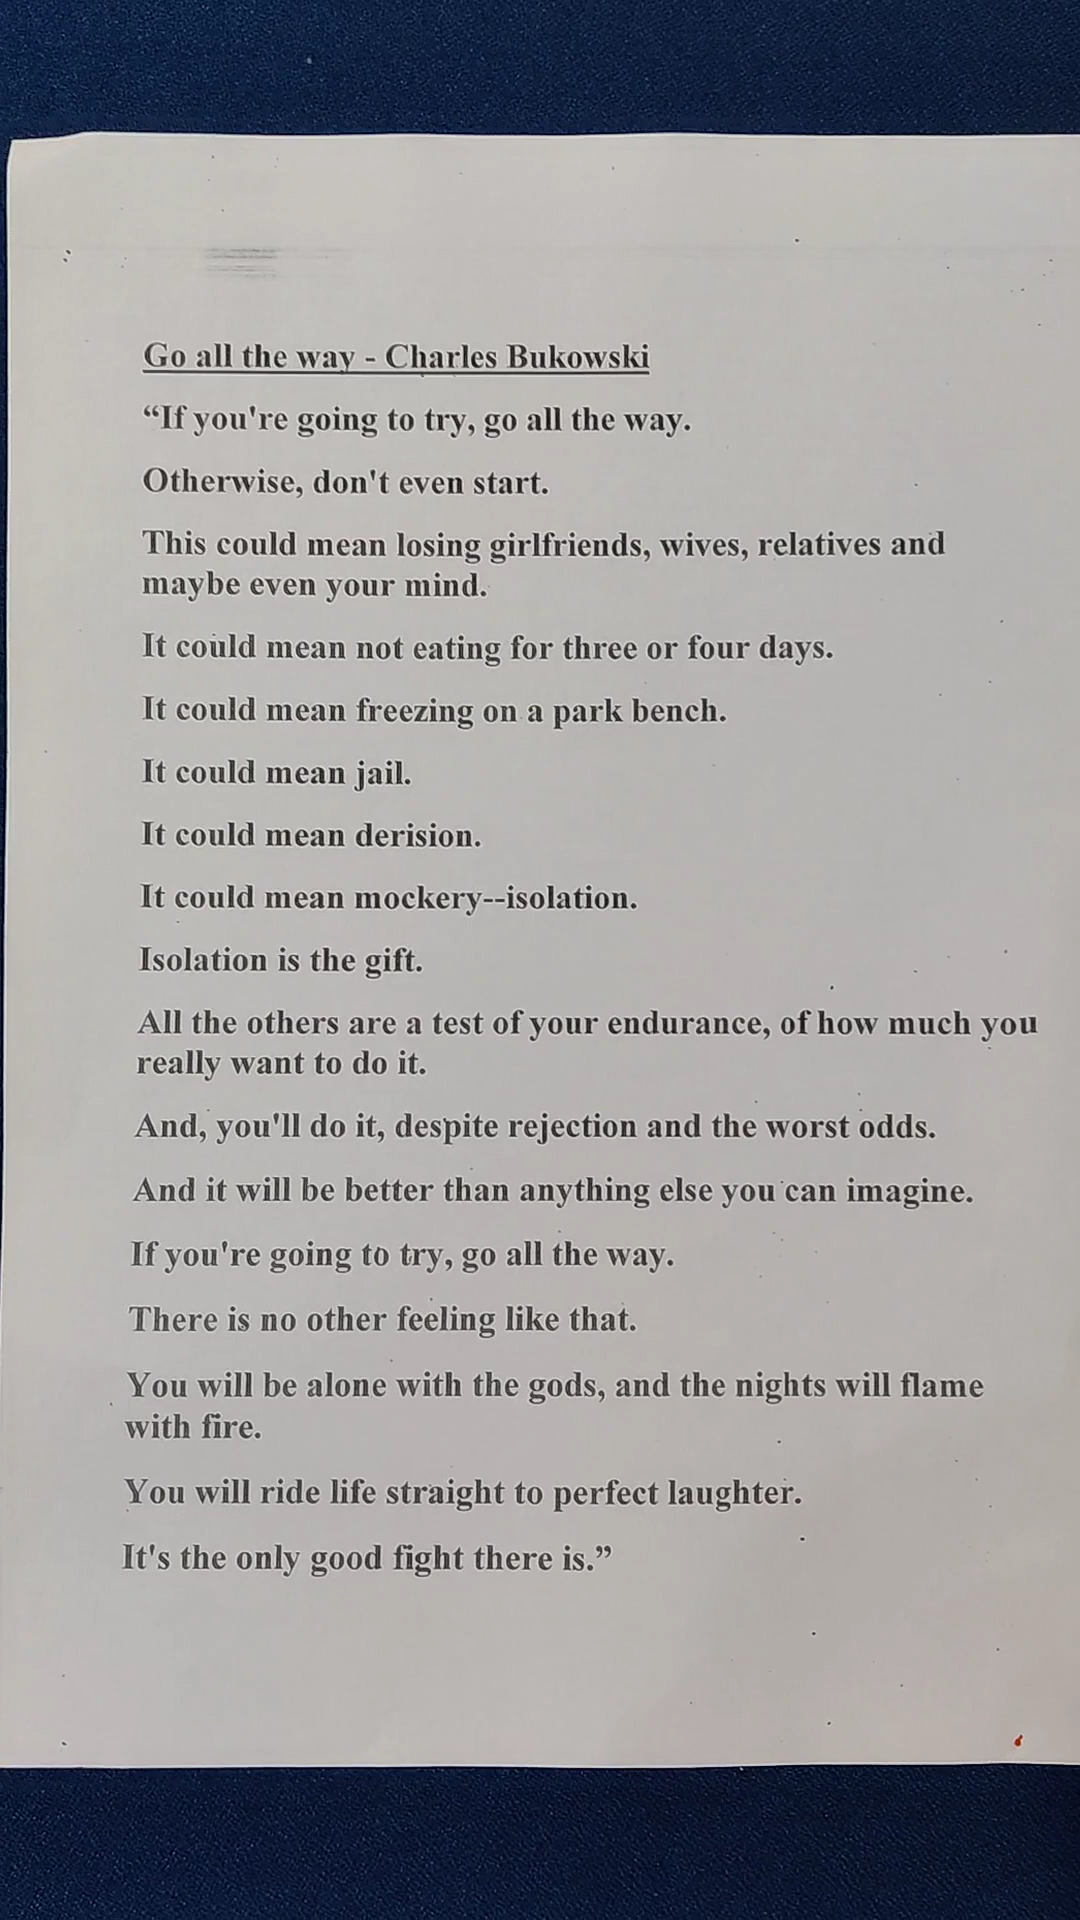 Go all the way - Charles Bukowski
“If you're going to try, go all the way.
Otherwise, don't even start.
This could mean losing girlfriends, wives, relatives and
maybe even your mind.
It could mean not eating for three or four days.
It could mean freezing on a park bench.
It could mean jail.
It could mean derision.
It could mean mockery--isolation.
Isolation is the gift.
All the others are a test of your endurance, of how much you
really want to do it.
And, you'll do it, despite rejection and the worst odds.
And it will be better than anything else you can imagine.
If you're going to try, go all the way.
There is no other feeling like that.
You will be alone with the gods, and the nights will flame
with fire.
You will ride life straight to perfect laughter.
It's the only good fight there is.”